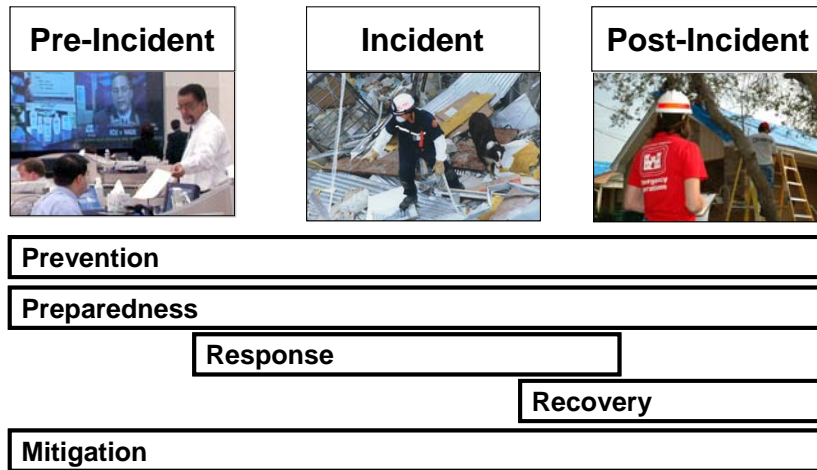 Pre-Incident
Incident
Post-Incident
Prevention
Preparedness
Response
Recovery
Mitigation